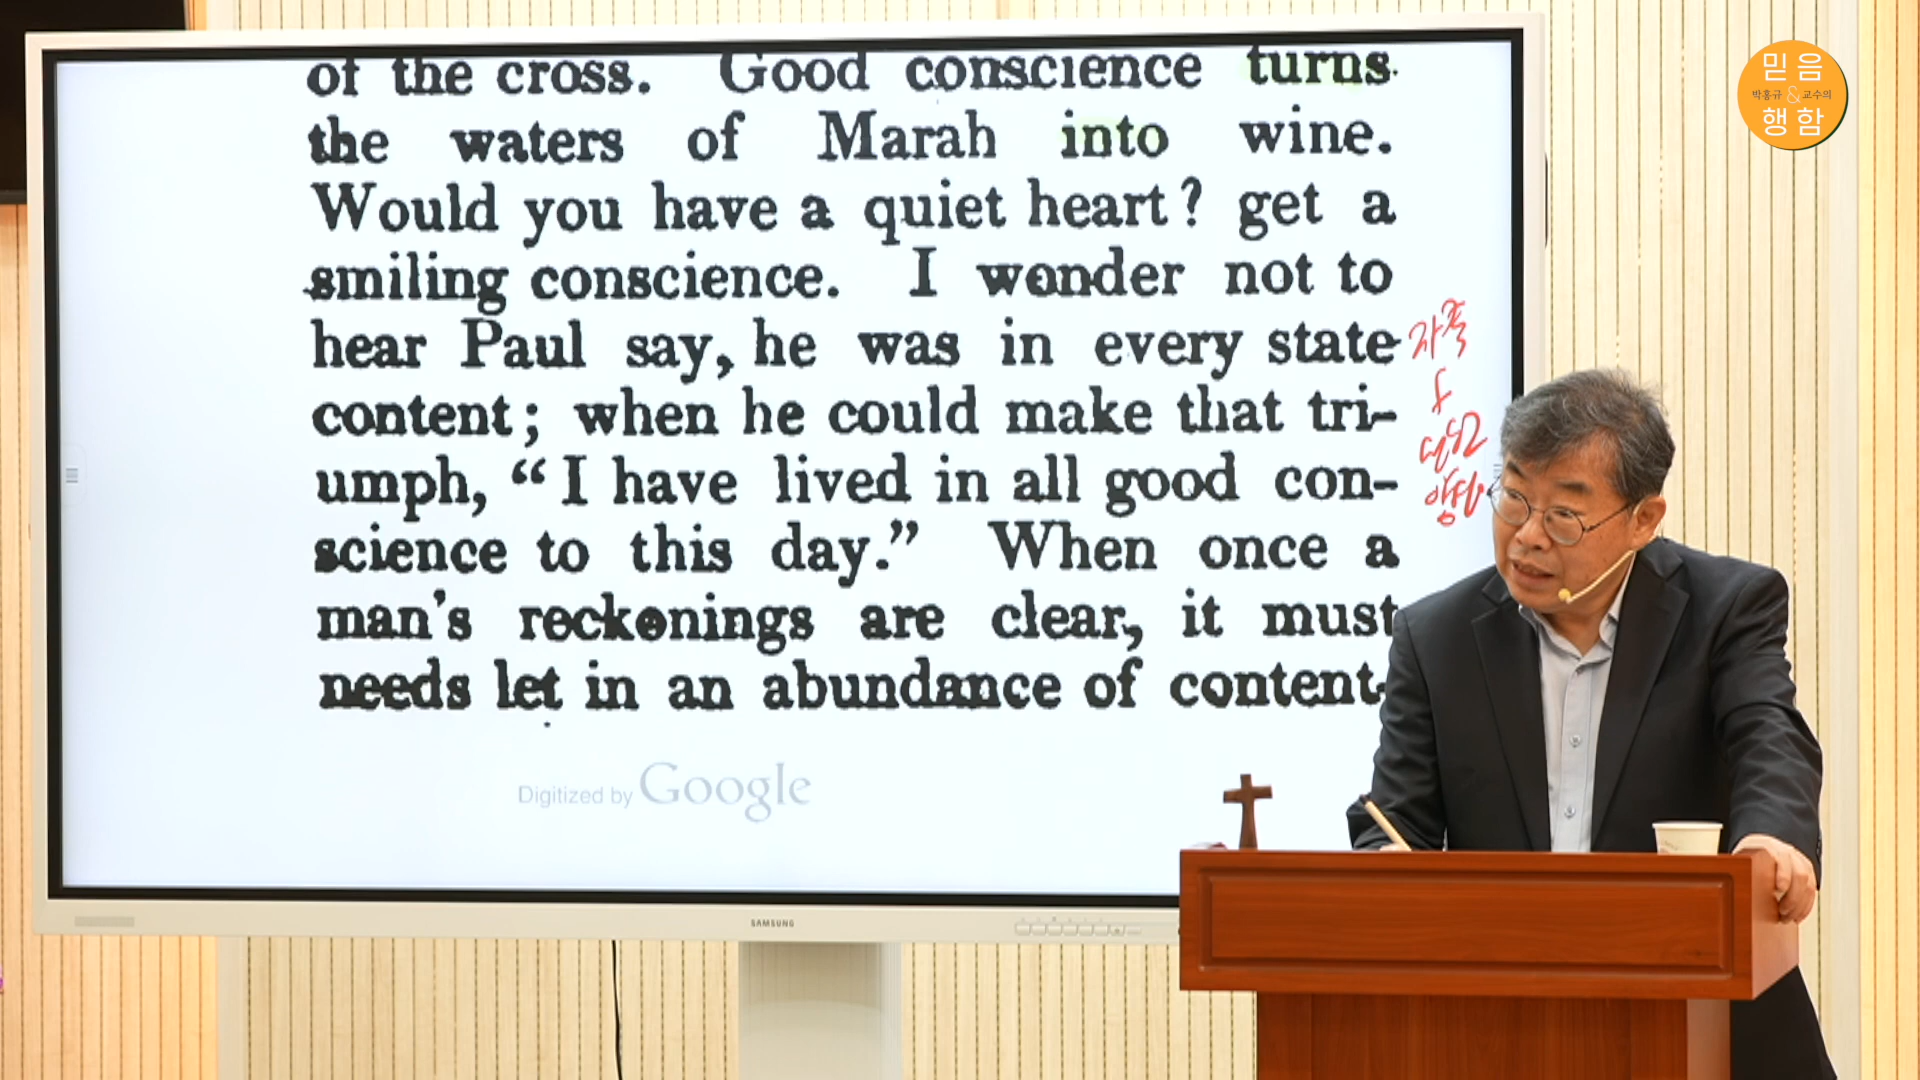 of the cross. Good conscience turns
the waters of Marah into wine.
Would you have a quiet heart? get a
smiling conscience. I wonder not to
hear Paul say, he was in every state
content; when he could make that tri-
umph, “I have lived in all good con-
science to this day.” When once a
man's reckonings are clear, it must
needs let in an abundance of content-
Digitized by Google
자족
SAMSUNG
믿음
박홍규 & 교수의
행함